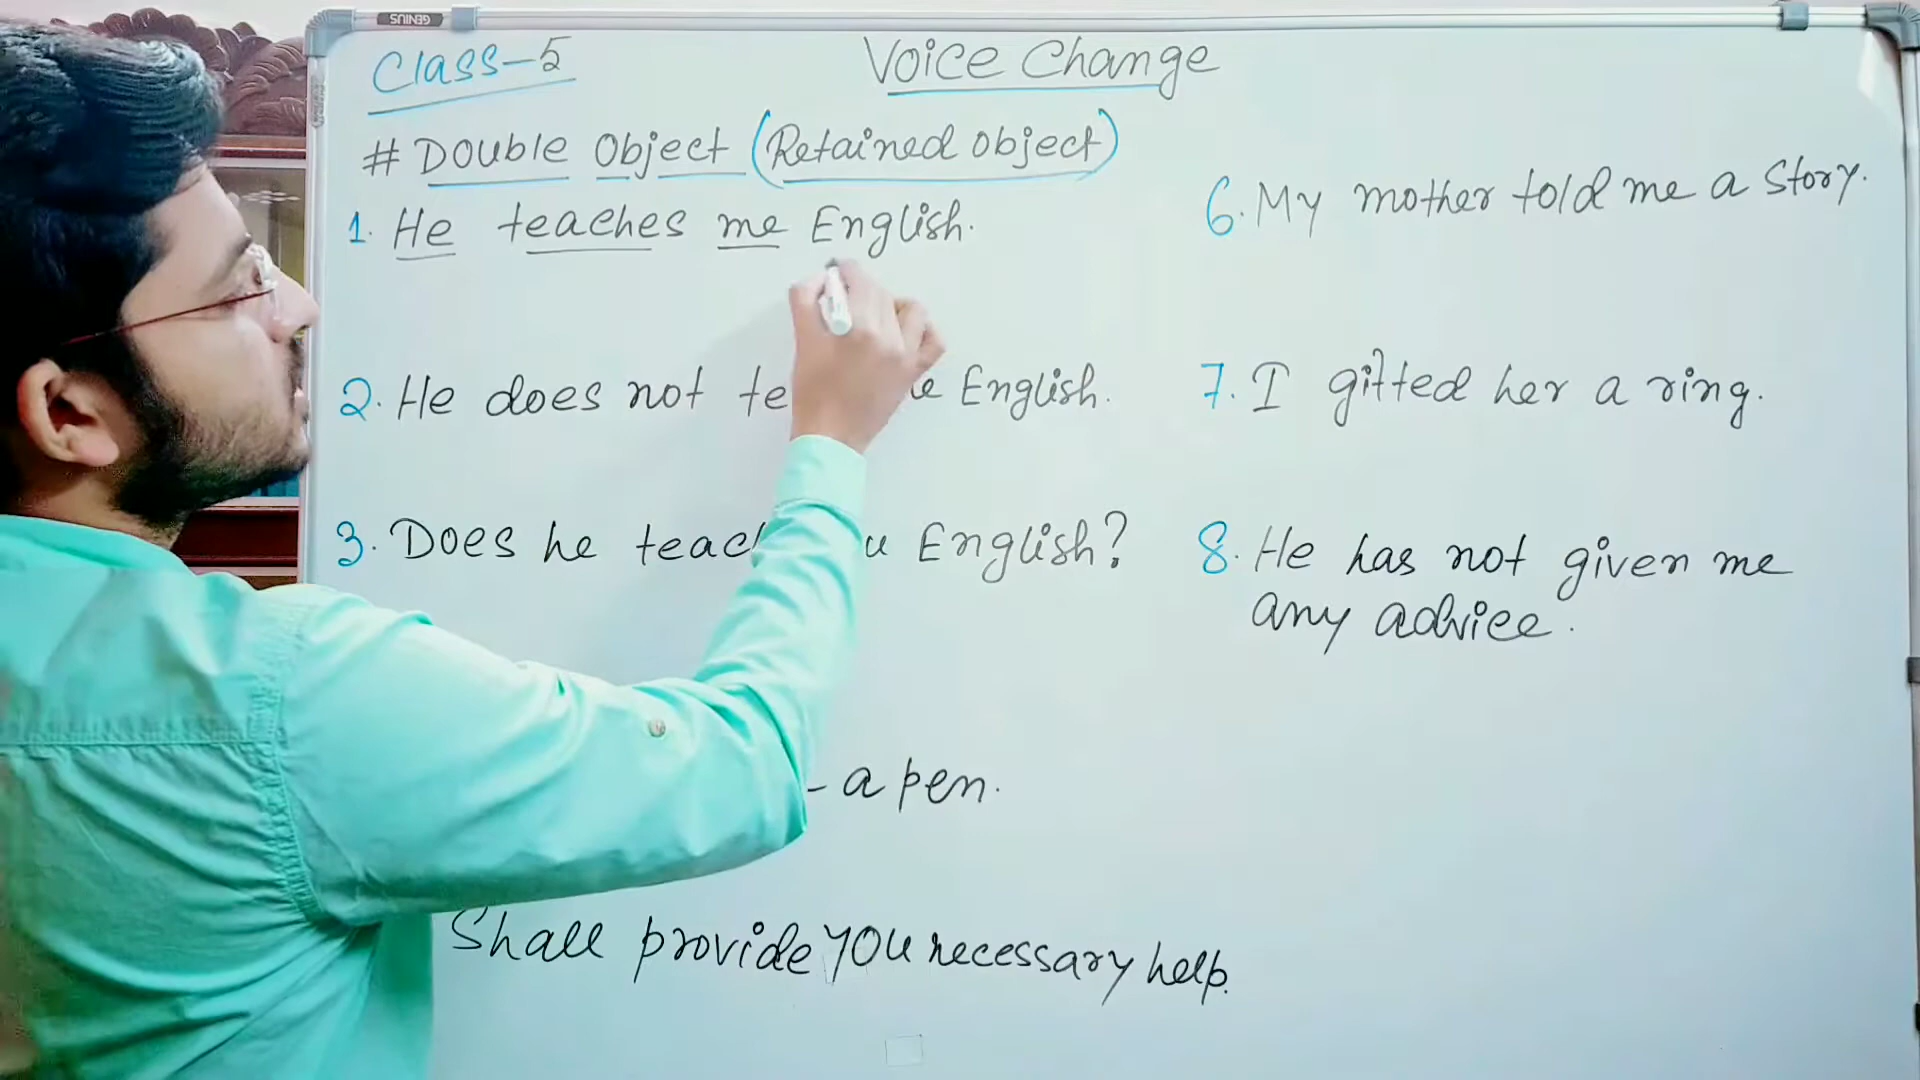 GENIUS
Class-5
Voice Change
# Double Object (Retained object)
1. He teaches me English.
2. He does not English.
3. Does he English?
- a pen.
Shall provide you necessary help.
6. My mother told me a story.
7. I gifted her a ring.
8. He has not given me
any advice.